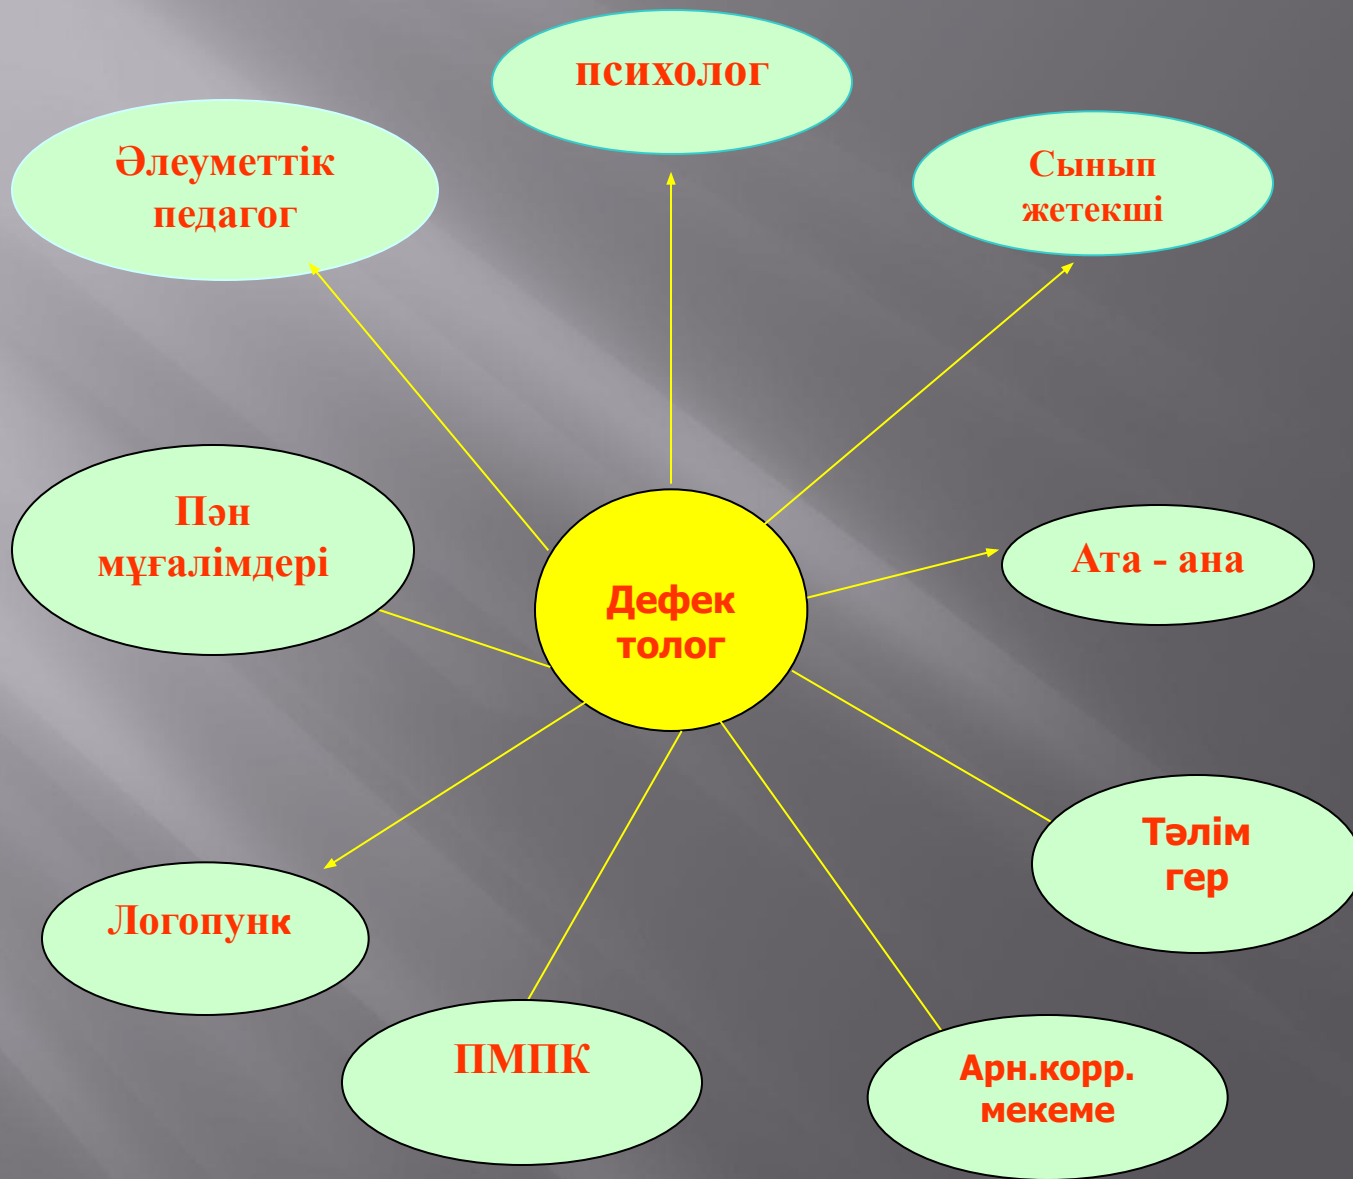 психолог
Әлеуметтік
педагог
Сынып
жетекші
Пән
мұғалімдері
Ата - ана
Дефек
толог
Тәлім
гер
Логопунк
ПМПК
Арн.корр.
мекеме